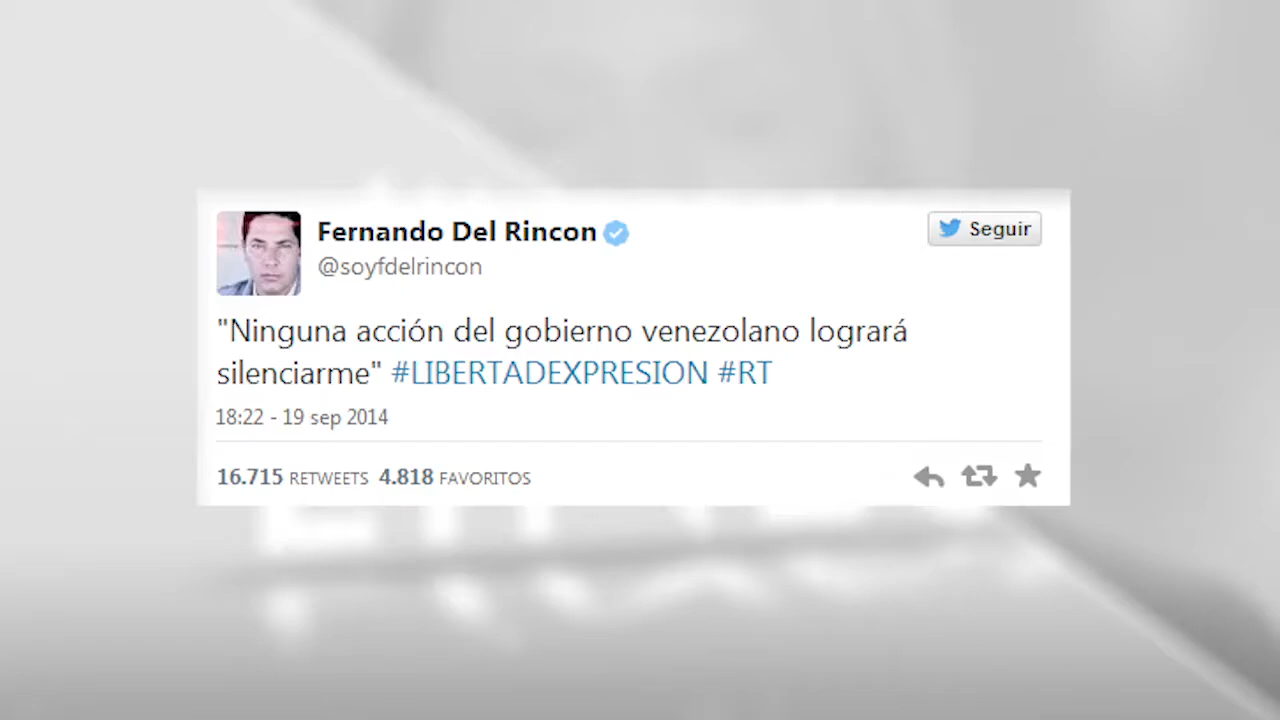 Fernando Del Rincon
Seguir
@soyfdelrincon
"Ninguna acción del gobierno venezolano logrará
silenciarme" #LIBERTADEXPRESION #RT
18:22 - 19 sep 2014
16.715 RETWEETS 4.818 FAVORITOS